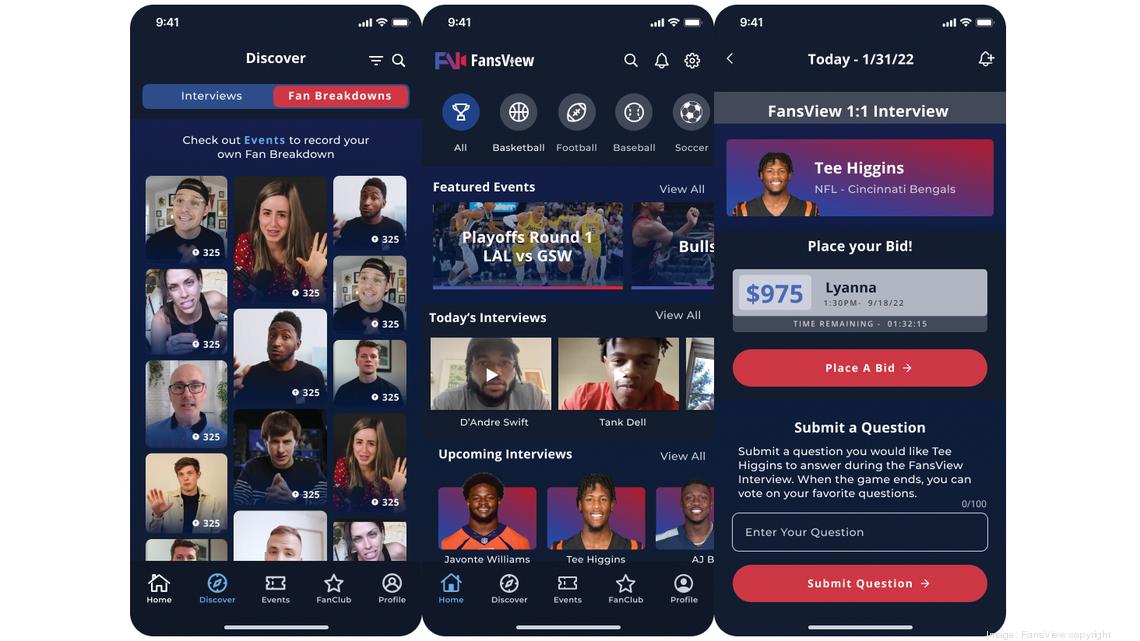 9:41
Discover
Interviews
Fan Breakdowns
Check out Events to record your
own Fan Breakdown
325
325
325
325
325
325
325
325
325
325
325
325
Home
Discover
Events
FanClub
Profile
9:41
FansView
All
Basketball
Football
Baseball
Soccer
Featured Events
View All
Playoffs Round 1
LAL vs GSW
Bulls
Today's Interviews
View All
D'Andre Swift
Tank Dell
Upcoming Interviews
View All
Javonte Williams
Tee Higgins
AJ B
Home
Discover
Events
FanClub
Profile
9:41
Today - 1/31/22
FansView 1:1 Interview
Tee Higgins
NFL - Cincinnati Bengals
Place your Bid!
$975
Lyanna
1:30PM- 9/18/22
TIME REMAINING - 01:32:15
Place A Bid →
Submit a Question
Submit a question you would like Tee
Higgins to answer during the FansView
Interview. When the game ends, you can
vote on your favorite questions.
0/100
Enter Your Question
Submit Question →
Image: FansView copyright